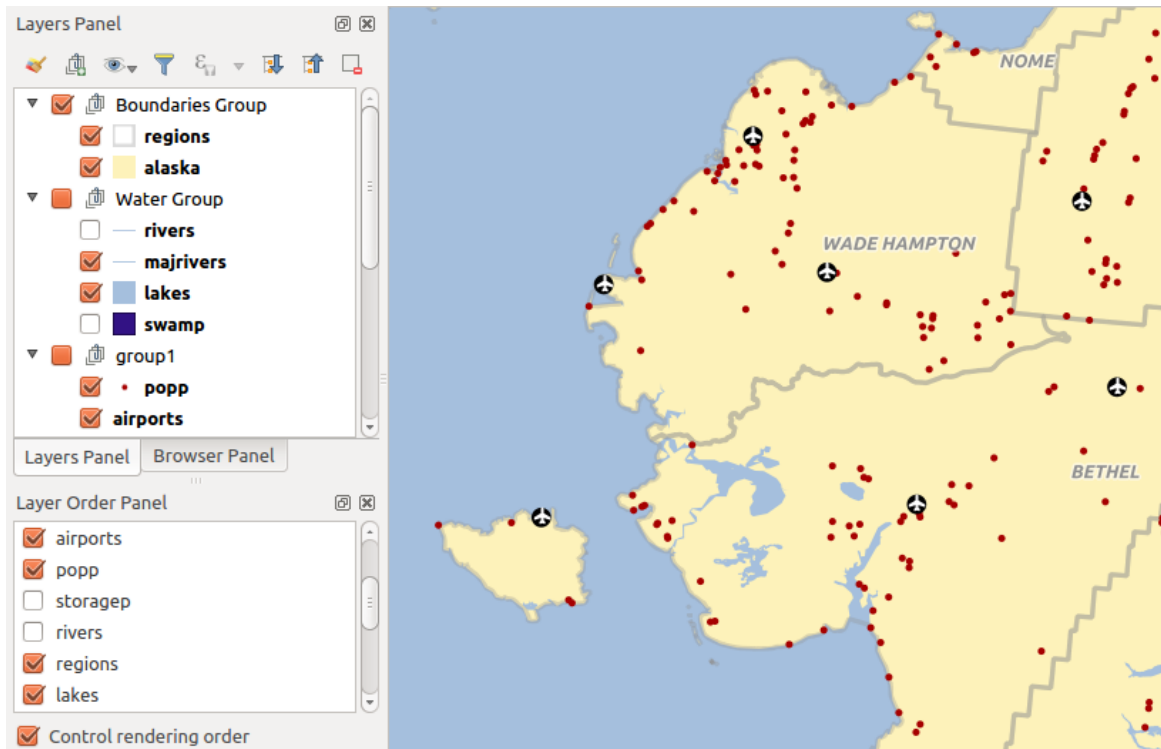 Layers Panel
Boundaries Group
regions
alaska
Water Group
rivers
majrivers
lakes
swamp
group1
popp
airports
Layers Panel
Browser Panel
Layer Order Panel
airports
popp
storagep
rivers
regions
lakes
Control rendering order
NOME
WADE HAMPTON
BETHEL